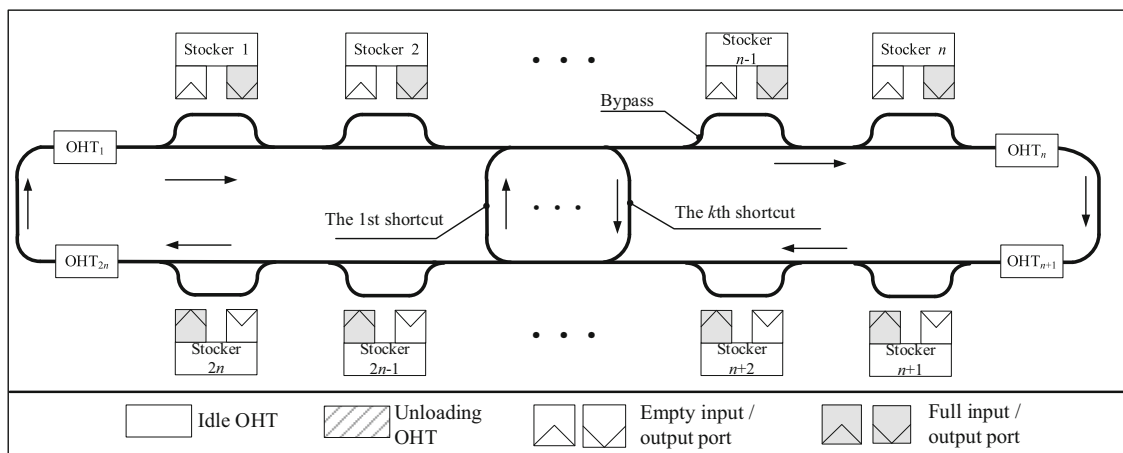 Stocker 1
Stocker 2
Stocker
n-1
Stocker n
Bypass
OHT1
OHTn
The 1st shortcut
The kth shortcut
OHT2n
OHTn+1
Stocker
2n
Stocker
2n-1
Stocker
n+2
Stocker
n+1
Idle OHT
Unloading
OHT
Empty input /
output port
Full input /
output port